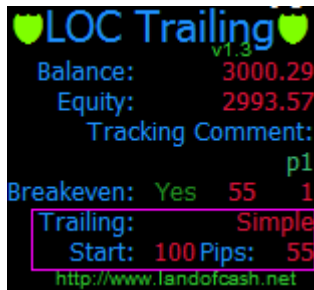 LOC Trailing
v1.3
Balance: 3000.29
Equity: 2993.57
Tracking Comment:
p1
Breakeven: Yes 55 1
Trailing: Simple
Start: 100 Pips: 55
http://www.landofcash.net